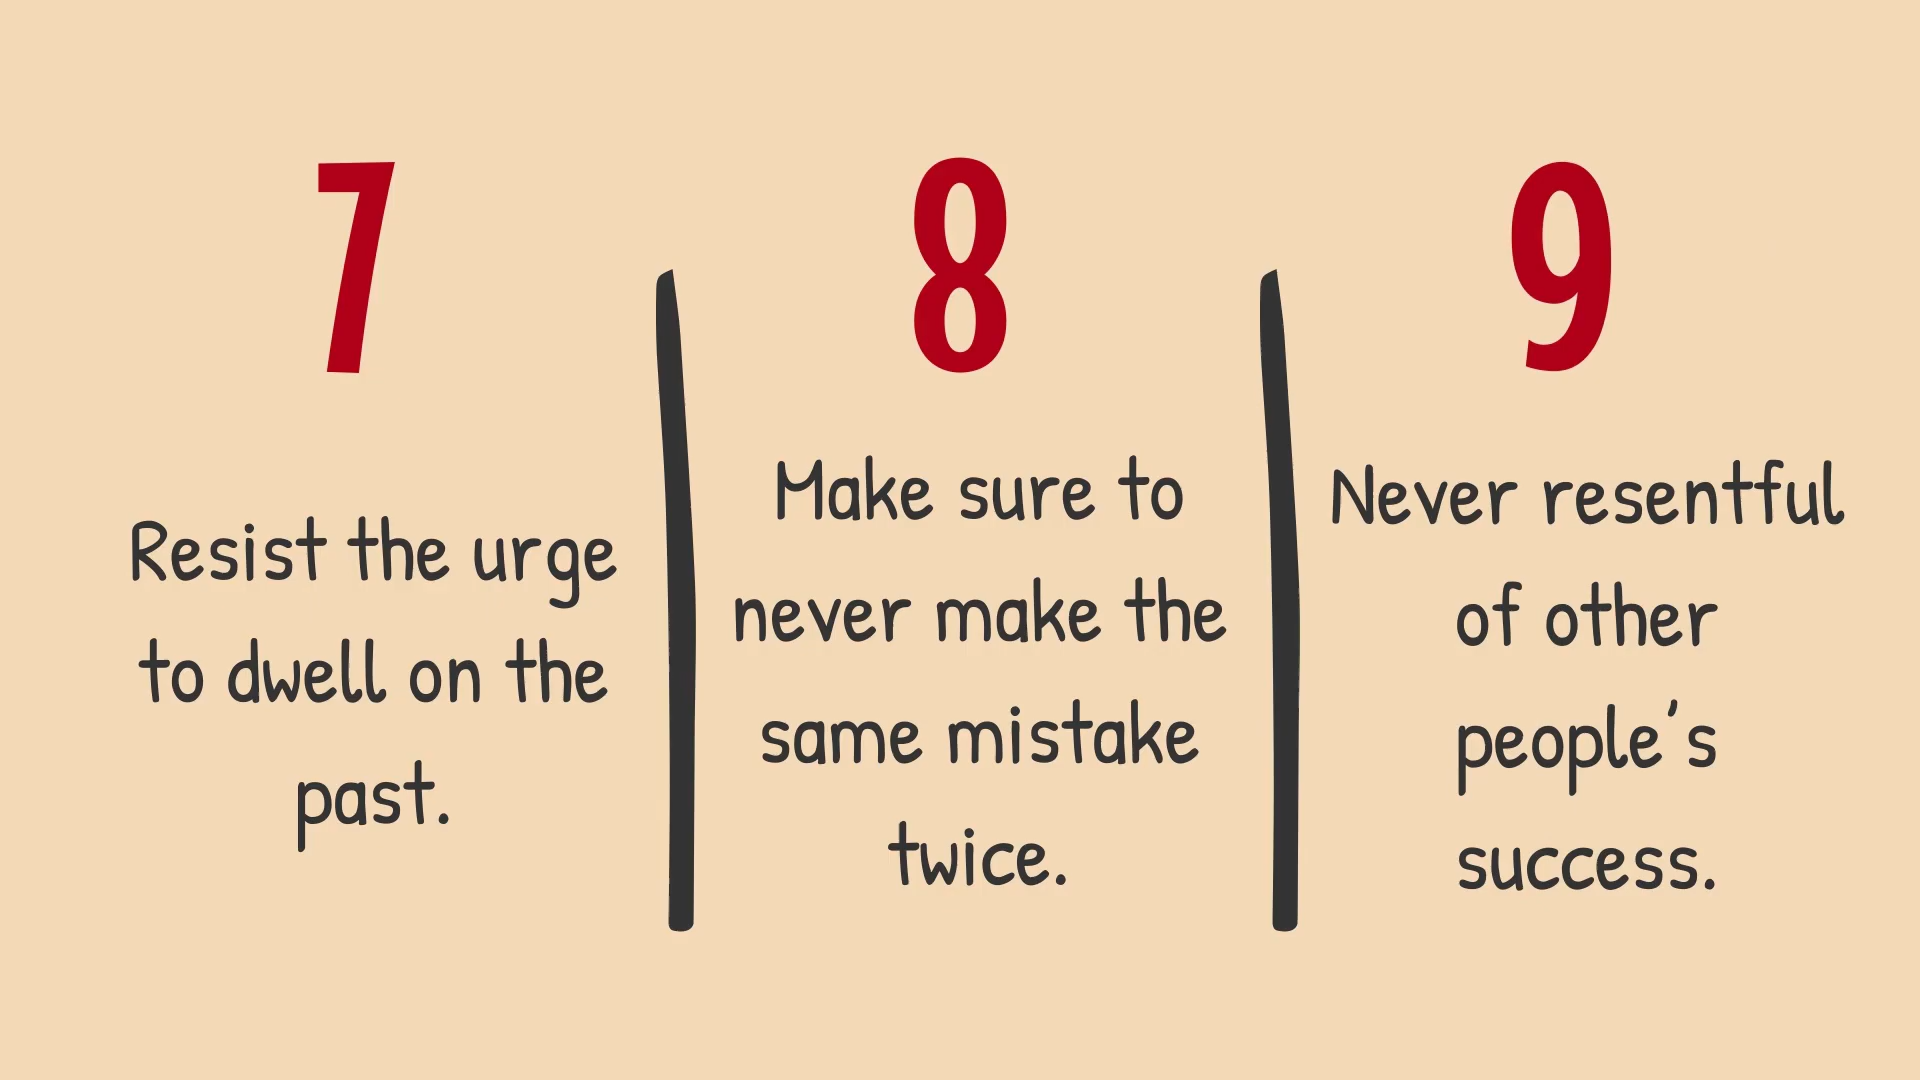 7
Resist the urge
to dwell on the
past.
8
Make sure to
never make the
same mistake
twice.
9
Never resentful
of other
people's
success.